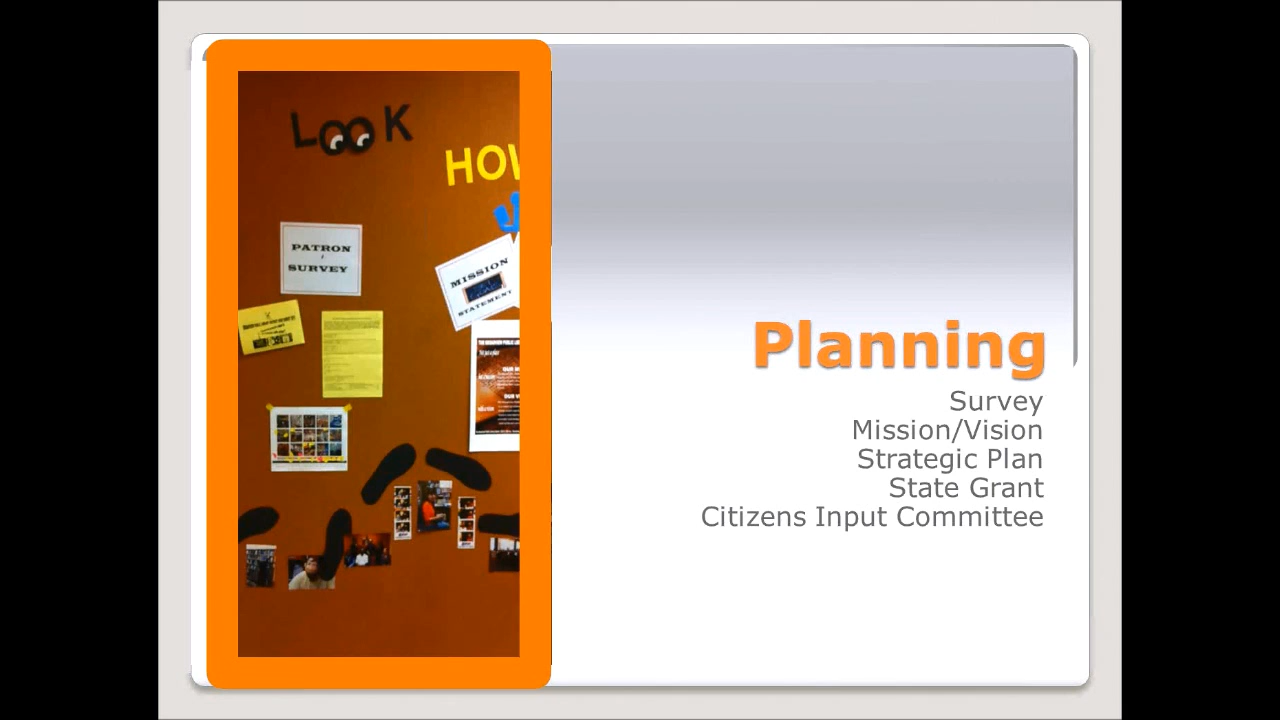 LOOK
HOW
PATRON
SURVEY
MISSION
STATEMENT
Planning
Survey
Mission/Vision
Strategic Plan
State Grant
Citizens Input Committee